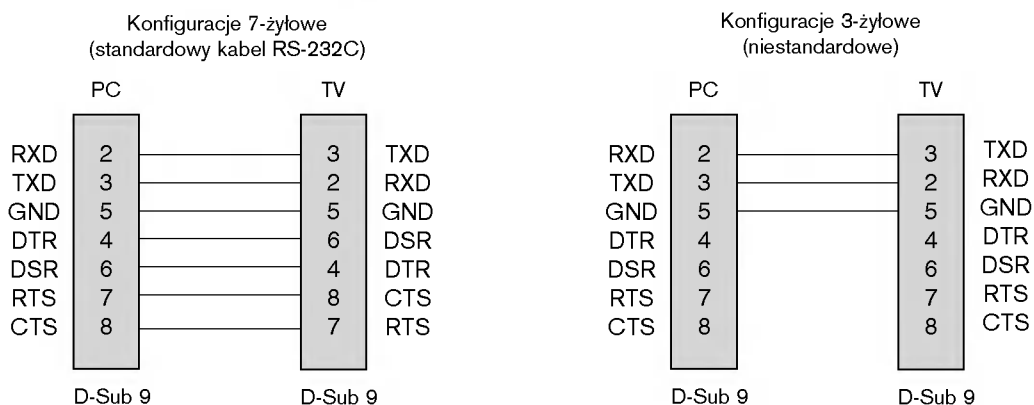 Konfiguracje 7-żyłowe
(standardowy kabel RS-232C)
PC TV
RXD 2 3 TXD
TXD 3 2 RXD
GND 5 5 GND
DTR 4 6 DSR
DSR 6 4 DTR
RTS 7 8 CTS
CTS 8 7 RTS
D-Sub 9 D-Sub 9
Konfiguracje 3-żyłowe
(niestandardowe)
PC TV
RXD 2 3 TXD
TXD 3 2 RXD
GND 5 5 GND
DTR 4 4 DTR
DSR 6 6 DSR
RTS 7 7 RTS
CTS 8 8 CTS
D-Sub 9 D-Sub 9